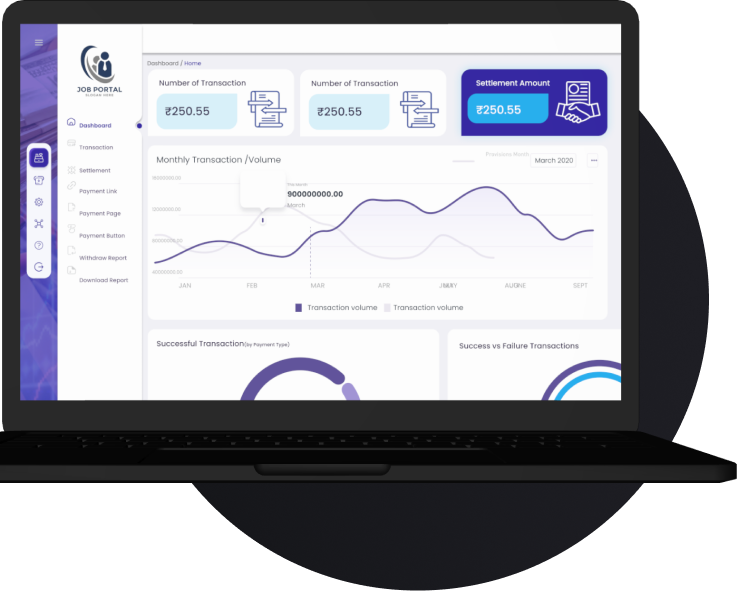 Dashboard / Home
JOB PORTAL
SLOGAN HERE
Dashboard
Transaction
Settlement
Payment Link
Payment Page
Payment Button
Withdraw Report
Download Report
Number of Transaction
₹250.55
Number of Transaction
₹250.55
Settlement Amount
₹250.55
Monthly Transaction /Volume
Previous Month
March 2020
900000000.00
March
JAN
FEB
MAR
APR
SEPT
Transaction volume
Transaction volume
Successful Transaction(by Payment Type)
Success vs Failure Transactions